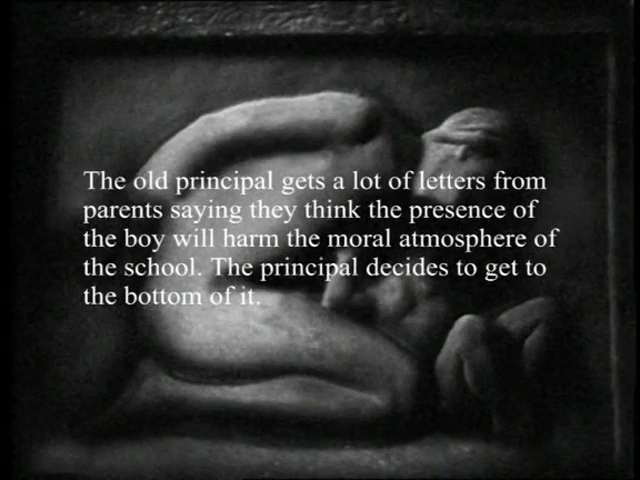 The old principal gets a lot of letters from
parents saying they think the presence of
the boy will harm the moral atmosphere of
the school. The principal decides to get to
the bottom of it.